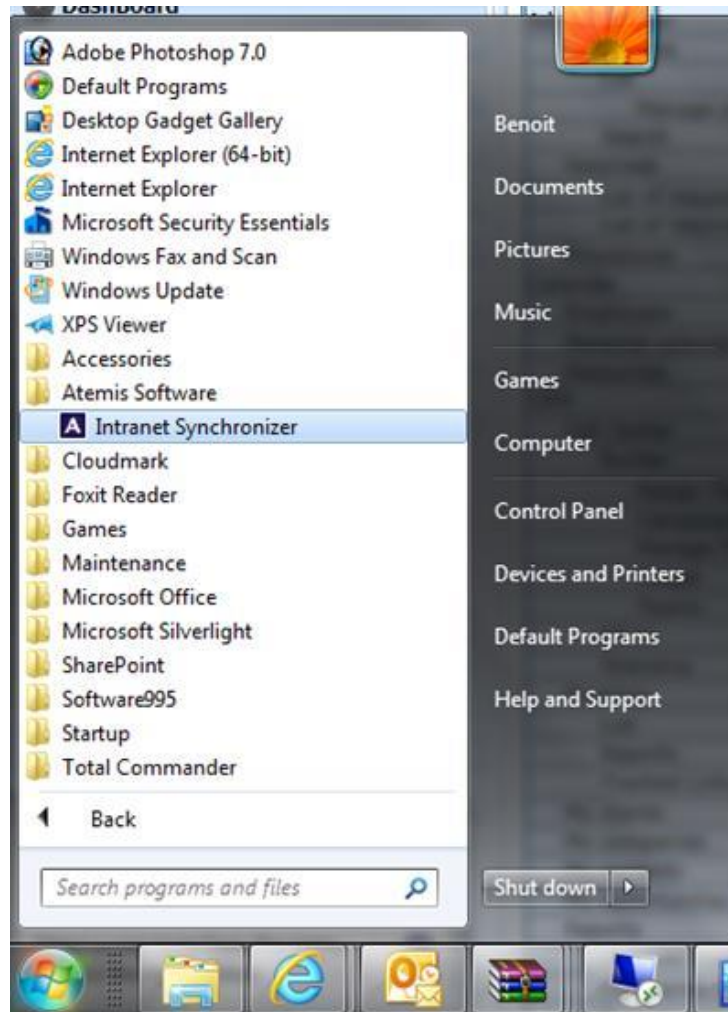 Dashboard
Adobe Photoshop 7.0
Default Programs
Desktop Gadget Gallery
Internet Explorer (64-bit)
Internet Explorer
Microsoft Security Essentials
Windows Fax and Scan
Windows Update
XPS Viewer
Accessories
Atemis Software
Intranet Synchronizer
Cloudmark
Foxit Reader
Games
Maintenance
Microsoft Office
Microsoft Silverlight
SharePoint
Software995
Startup
Total Commander
Back
Search programs and files
Benoit
Documents
Pictures
Music
Games
Computer
Control Panel
Devices and Printers
Default Programs
Help and Support
Shut down